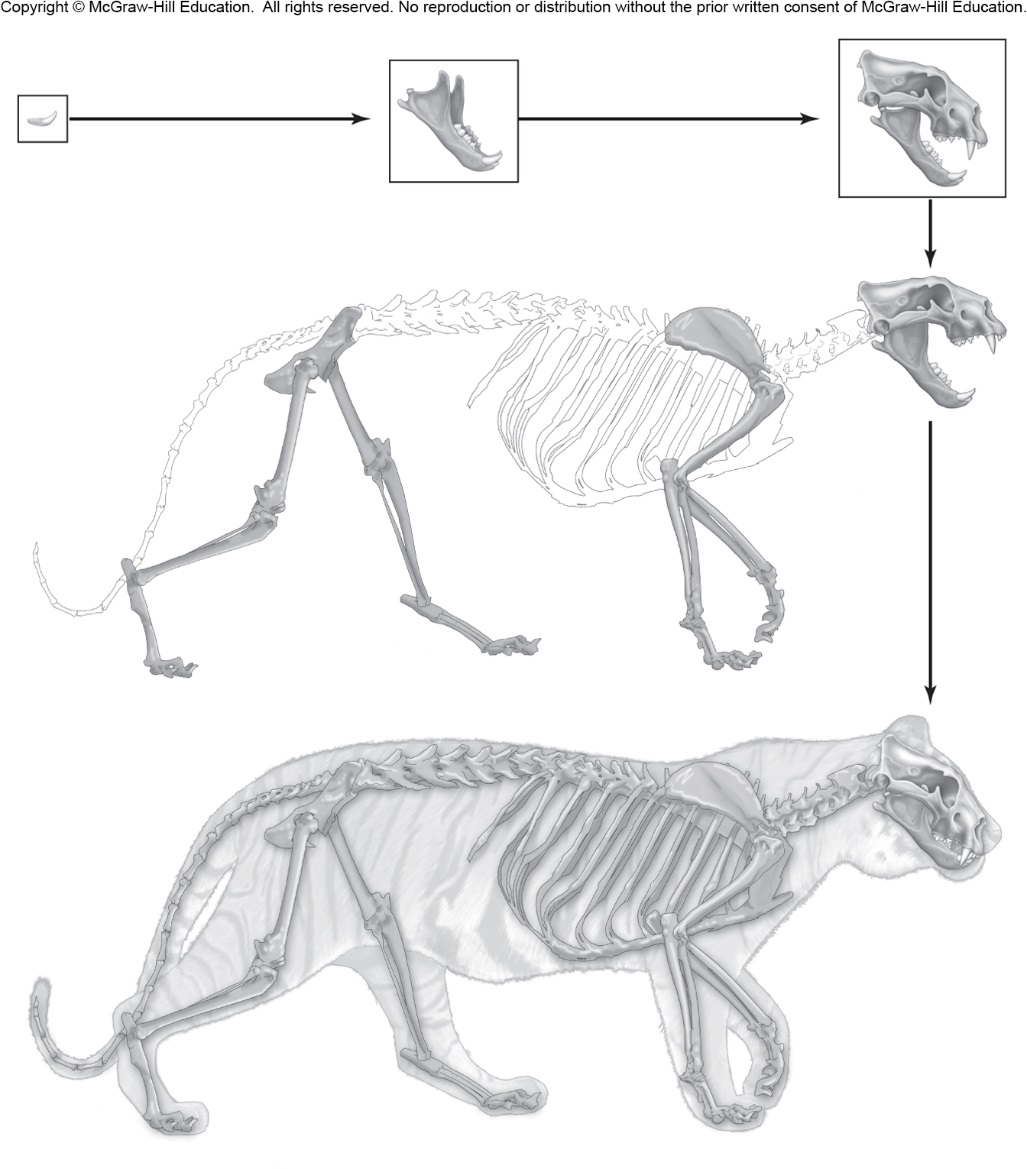 Copyright © McGraw-Hill Education. All rights reserved. No reproduction or distribution without the prior written consent of McGraw-Hill Education.